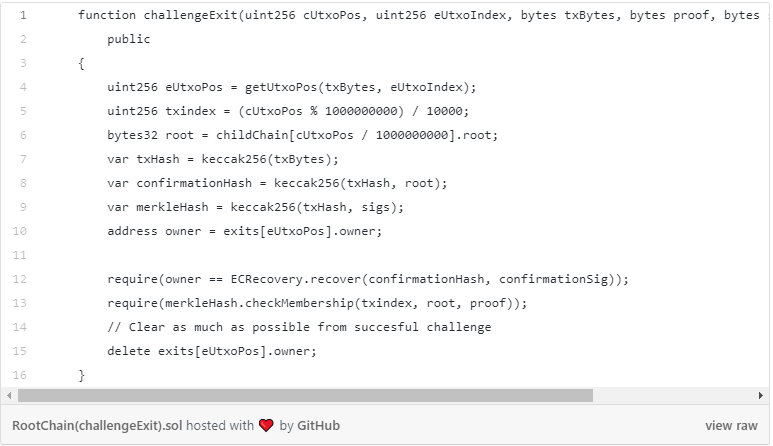 1 function challengeExit(uint256 cUtxoPos, uint256 eUtxoIndex, bytes txBytes, bytes proof, bytes
2 public
3 {
4 uint256 eUtxoPos = getUtxoPos(txBytes, eUtxoIndex);
5 uint256 txindex = (cUtxoPos % 1000000000) / 10000;
6 bytes32 root = childChain[cUtxoPos / 1000000000].root;
7 var txHash = keccak256(txBytes);
8 var confirmationHash = keccak256(txHash, root);
9 var merkleHash = keccak256(txHash, sigs);
10 address owner = exits[eUtxoPos].owner;
11
12 require(owner == ECRecovery.recover(confirmationHash, confirmationSig));
13 require(merkleHash.checkMembership(txindex, root, proof));
14 // Clear as much as possible from succesful challenge
15 delete exits[eUtxoPos].owner;
16 }
RootChain(challengeExit).sol hosted with ❤ by GitHub view raw